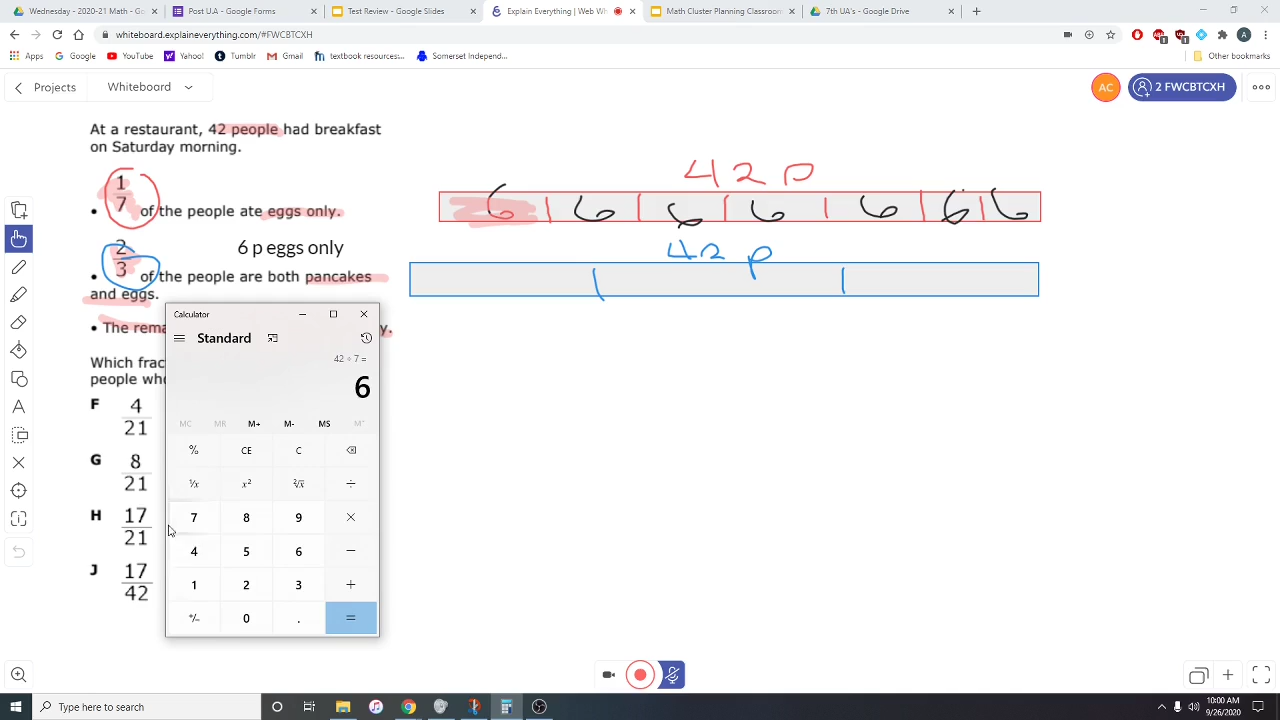 Wednesday - 2020-21 Math - Go
Post UA - Google Forms
Test Review - Google Slides
Explain Everything | Web Wh
Math Cluster Planning Classroom
7th UA's - Google Drive
whiteboard.explaineverything.com/#FWCBTCXH
Apps Google YouTube Yahoo! Tumblr Gmail textbook resources:... Somerset Independ... Other bookmarks
Projects Whiteboard AC 2 FWCBTCXH
At a restaurant, 42 people had breakfast
on Saturday morning.
42 p
1
7
• of the people ate eggs only.
6 6 6 6 6 6 6
42 p
2
3
6 p eggs only
• of the people are both pancakes
and eggs.
• The rema
y.
Which frac
people who
F 4
21
G 8
21
H 17
21
J 17
42
Calculator
Standard
42 ÷ 7 =
6
MC MR M+ M- MS M˅
% CE C
¹/x x² ²√x ÷
7 8 9 ×
4 5 6 −
1 2 3 +
+/− 0 . =
Type here to search
10:00 AM
9/26/2020